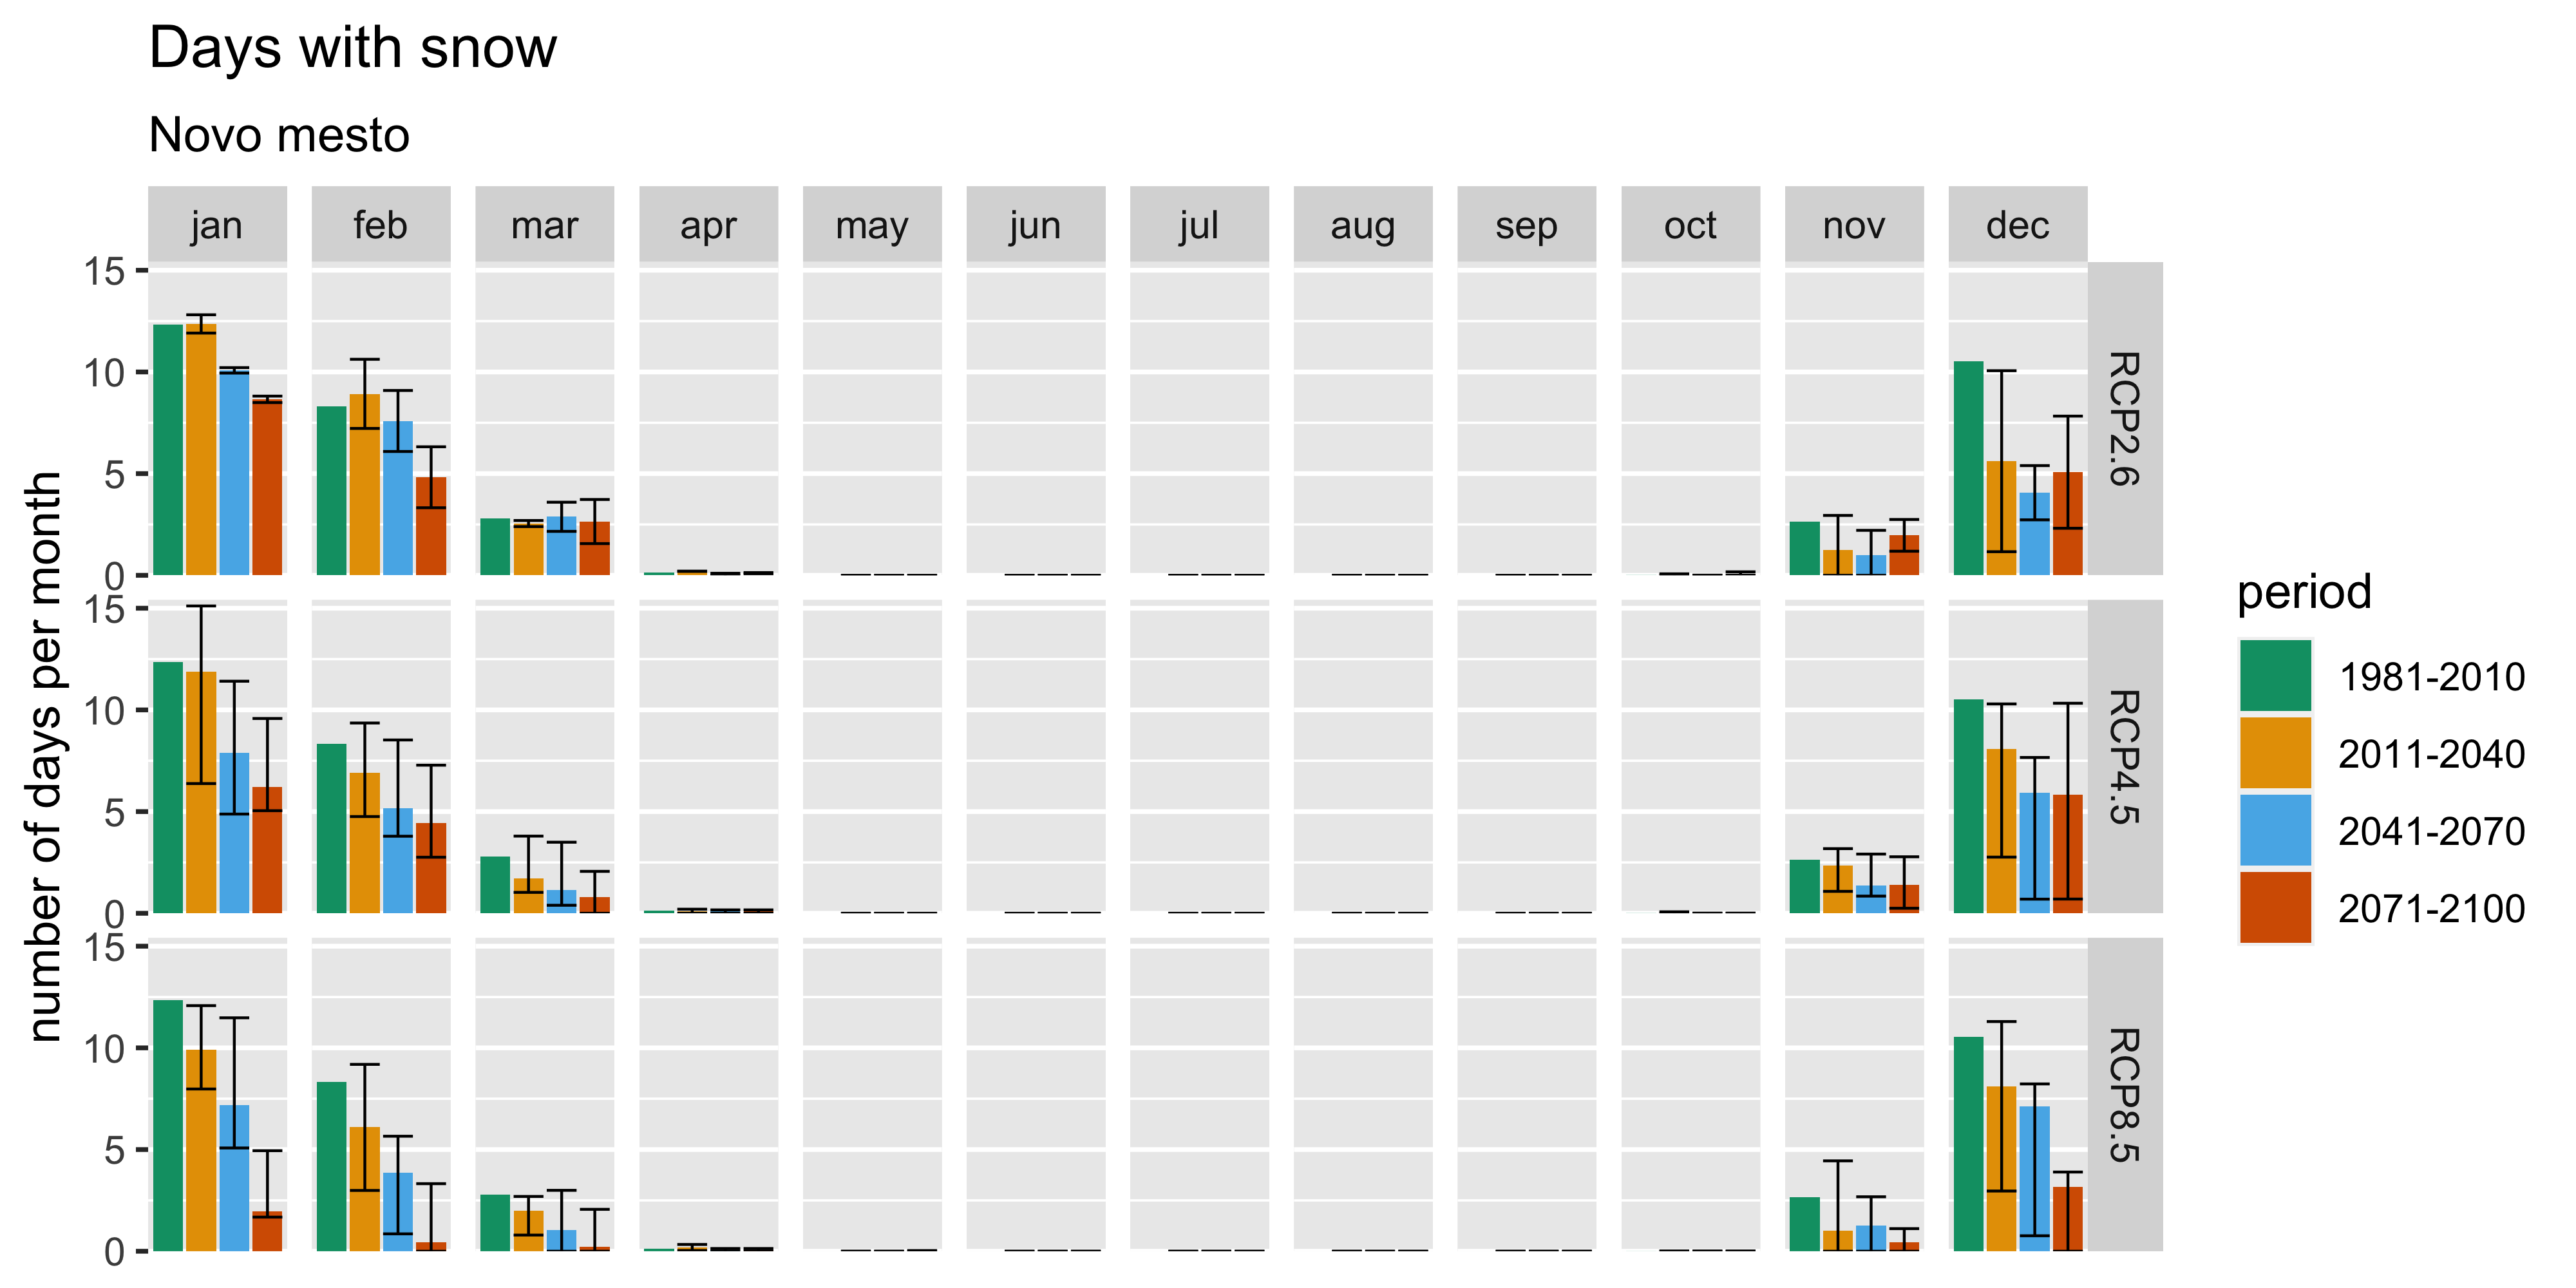 Days with snow
Novo mesto
jan feb mar apr may jun jul aug sep oct nov dec
15
10
5
0
RCP2.6
15
10
5
0
RCP4.5
15
10
5
0
RCP8.5
number of days per month
period
1981-2010
2011-2040
2041-2070
2071-2100